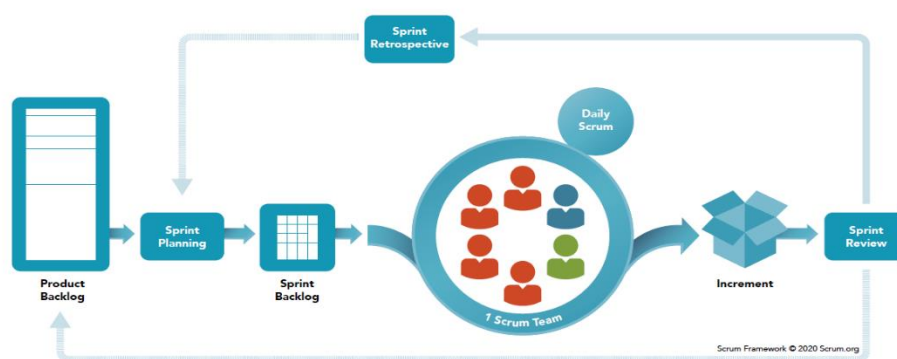 Sprint
Retrospective
Daily
Scrum
Sprint
Planning
Sprint
Review
Product
Backlog
Sprint
Backlog
Increment
1 Scrum Team
Scrum Framework © 2020 Scrum.org